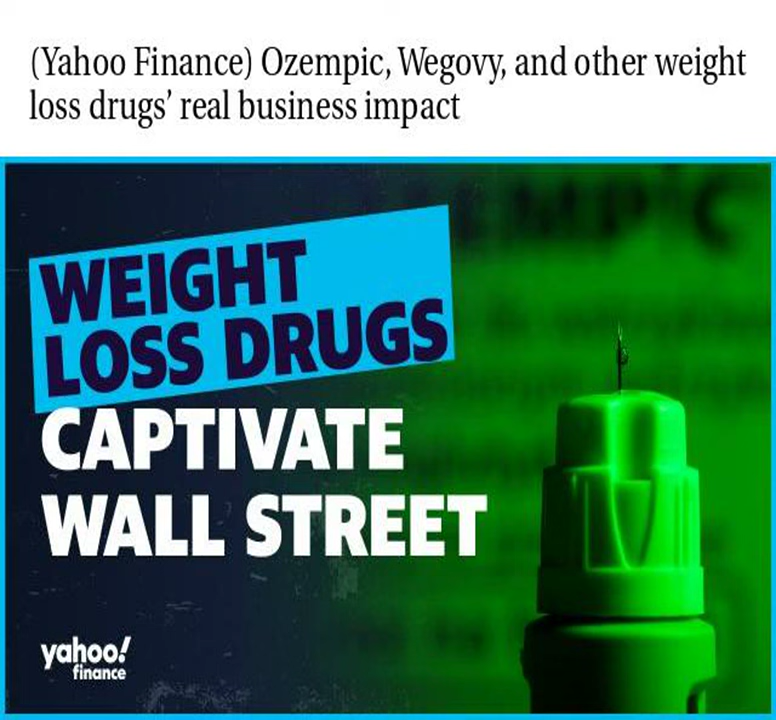 (Yahoo Finance) Ozempic, Wegovy, and other weight
loss drugs’ real business impact
WEIGHT
LOSS DRUGS
CAPTIVATE
WALL STREET
yahoo!
finance